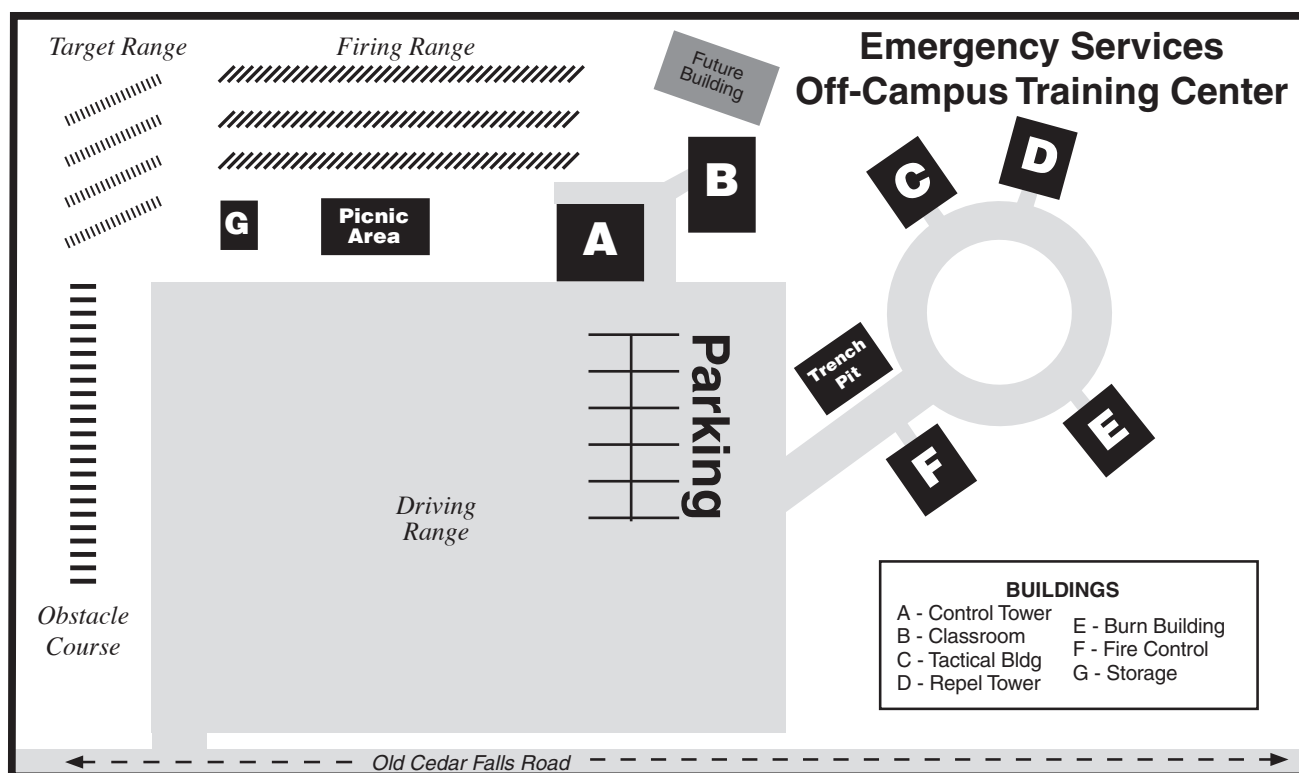 Emergency Services
Off-Campus Training Center
Target Range
Firing Range
Future
Building
B
C
D
G
Picnic
Area
A
Trench
Pit
Parking
E
F
Driving
Range
Obstacle
Course
BUILDINGS
A - Control Tower
B - Classroom
C - Tactical Bldg
D - Repel Tower
E - Burn Building
F - Fire Control
G - Storage
Old Cedar Falls Road